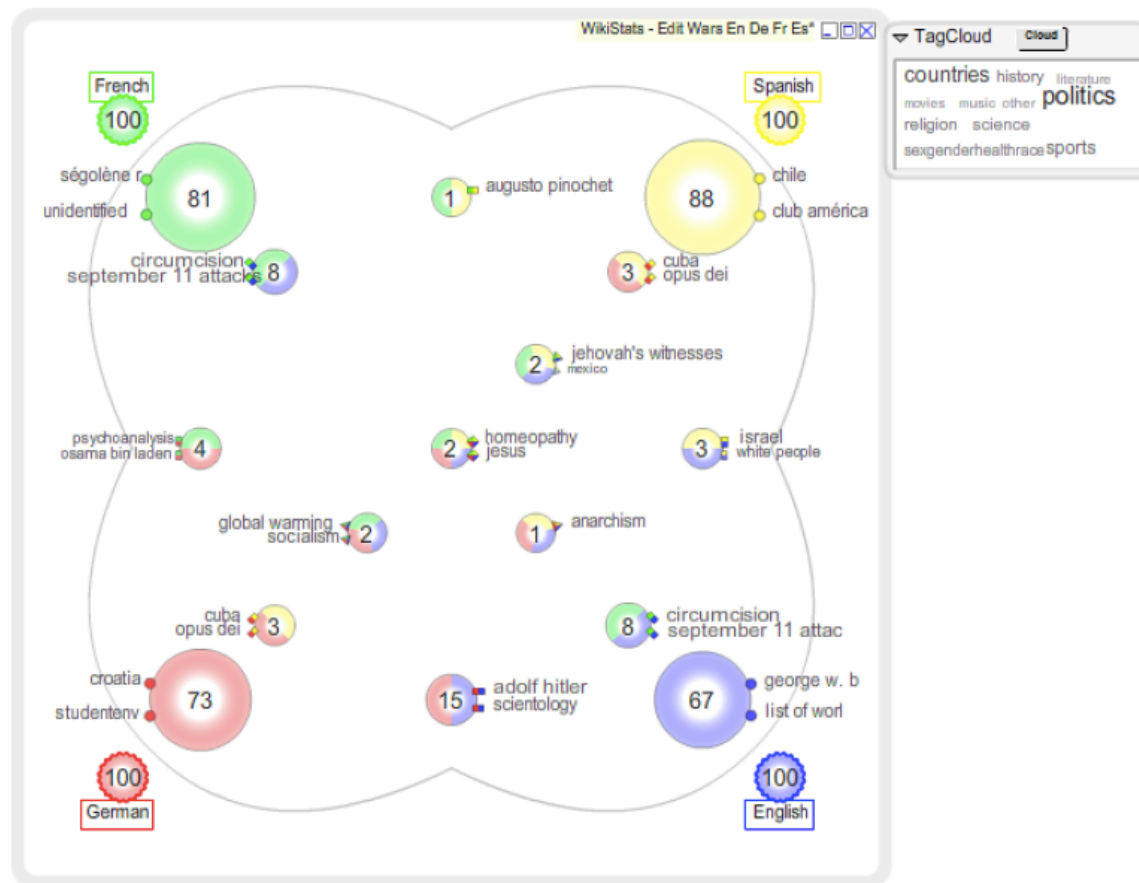 WikiStats - Edit Wars En De Fr Es*
TagCloud
Cloud
countries history literature
movies music other politics
religion science
sexgenderhealthrace sports
French
100
Spanish
100
ségolène r
unidentified
81
1
augusto pinochet
88
chile
club américa
circumcision
september 11 attacks
8
3
cuba
opus dei
2
jehovah's witnesses
mexico
psychoanalysis
osama bin laden
4
2
homeopathy
jesus
3
israel
white people
global warming
socialism
2
1
anarchism
cuba
opus dei
3
8
circumcision
september 11 attac
croatia
studentenv
73
15
adolf hitler
scientology
67
george w. b
list of worl
100
German
100
English